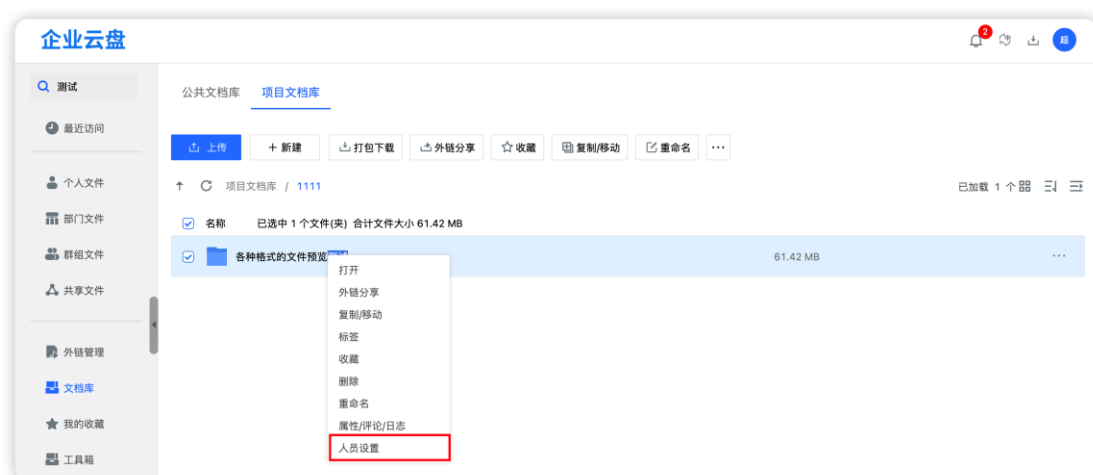 企业云盘
2
超
测试
公共文档库 项目文档库
最近访问
上传 + 新建 打包下载 外链分享 收藏 复制/移动 重命名 ...
个人文件
项目文档库 / 1111
已加载 1 个
部门文件
名称 已选中 1 个文件(夹) 合计文件大小 61.42 MB
群组文件
各种格式的文件预览
61.42 MB ...
打开
外链分享
共享文件
复制/移动
标签
外链管理
收藏
删除
文档库
重命名
我的收藏
属性/评论/日志
人员设置
工具箱